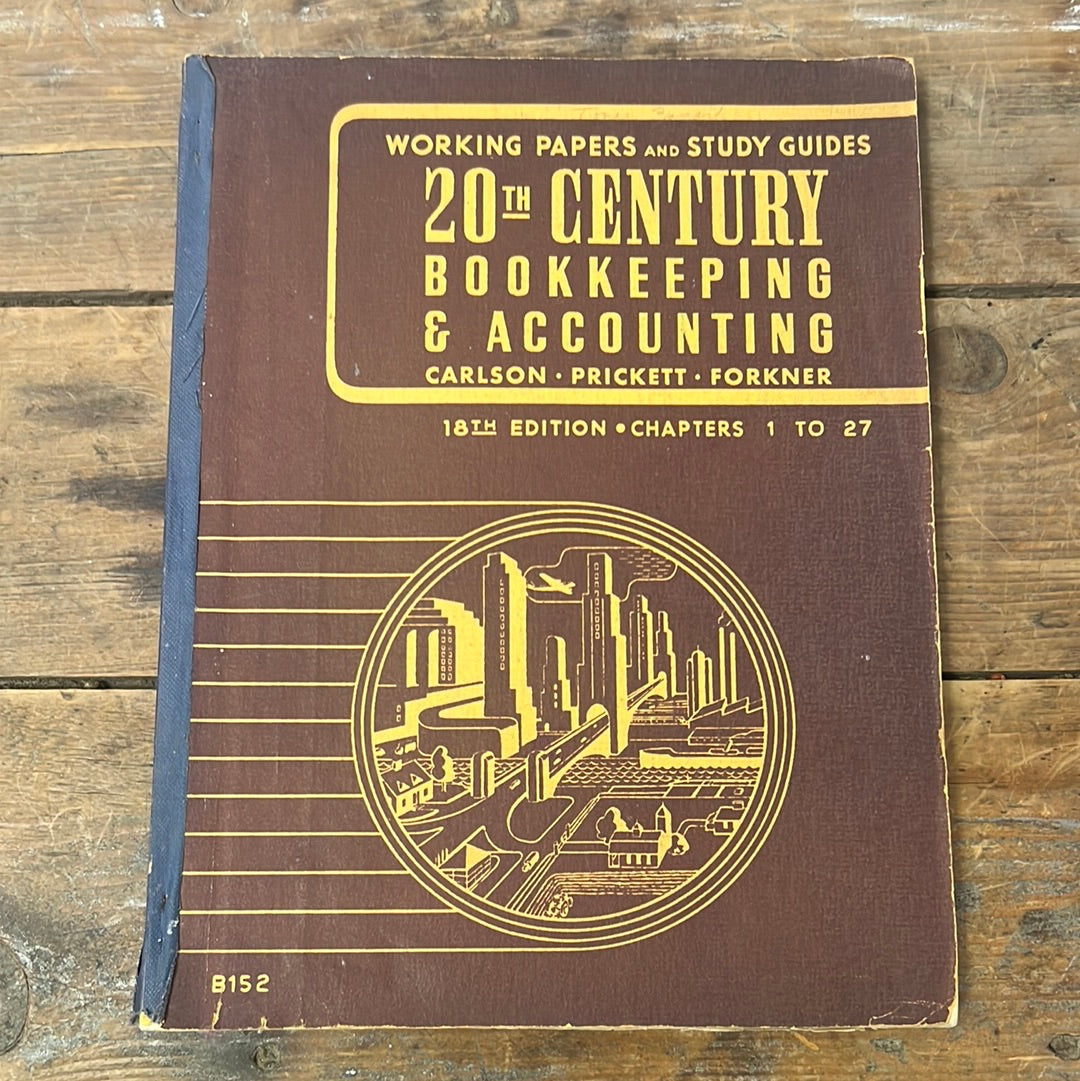 WORKING PAPERS AND STUDY GUIDES
20TH CENTURY
BOOKKEEPING
& ACCOUNTING
CARLSON · PRICKETT · FORKNER
18TH EDITION • CHAPTERS 1 TO 27
B152